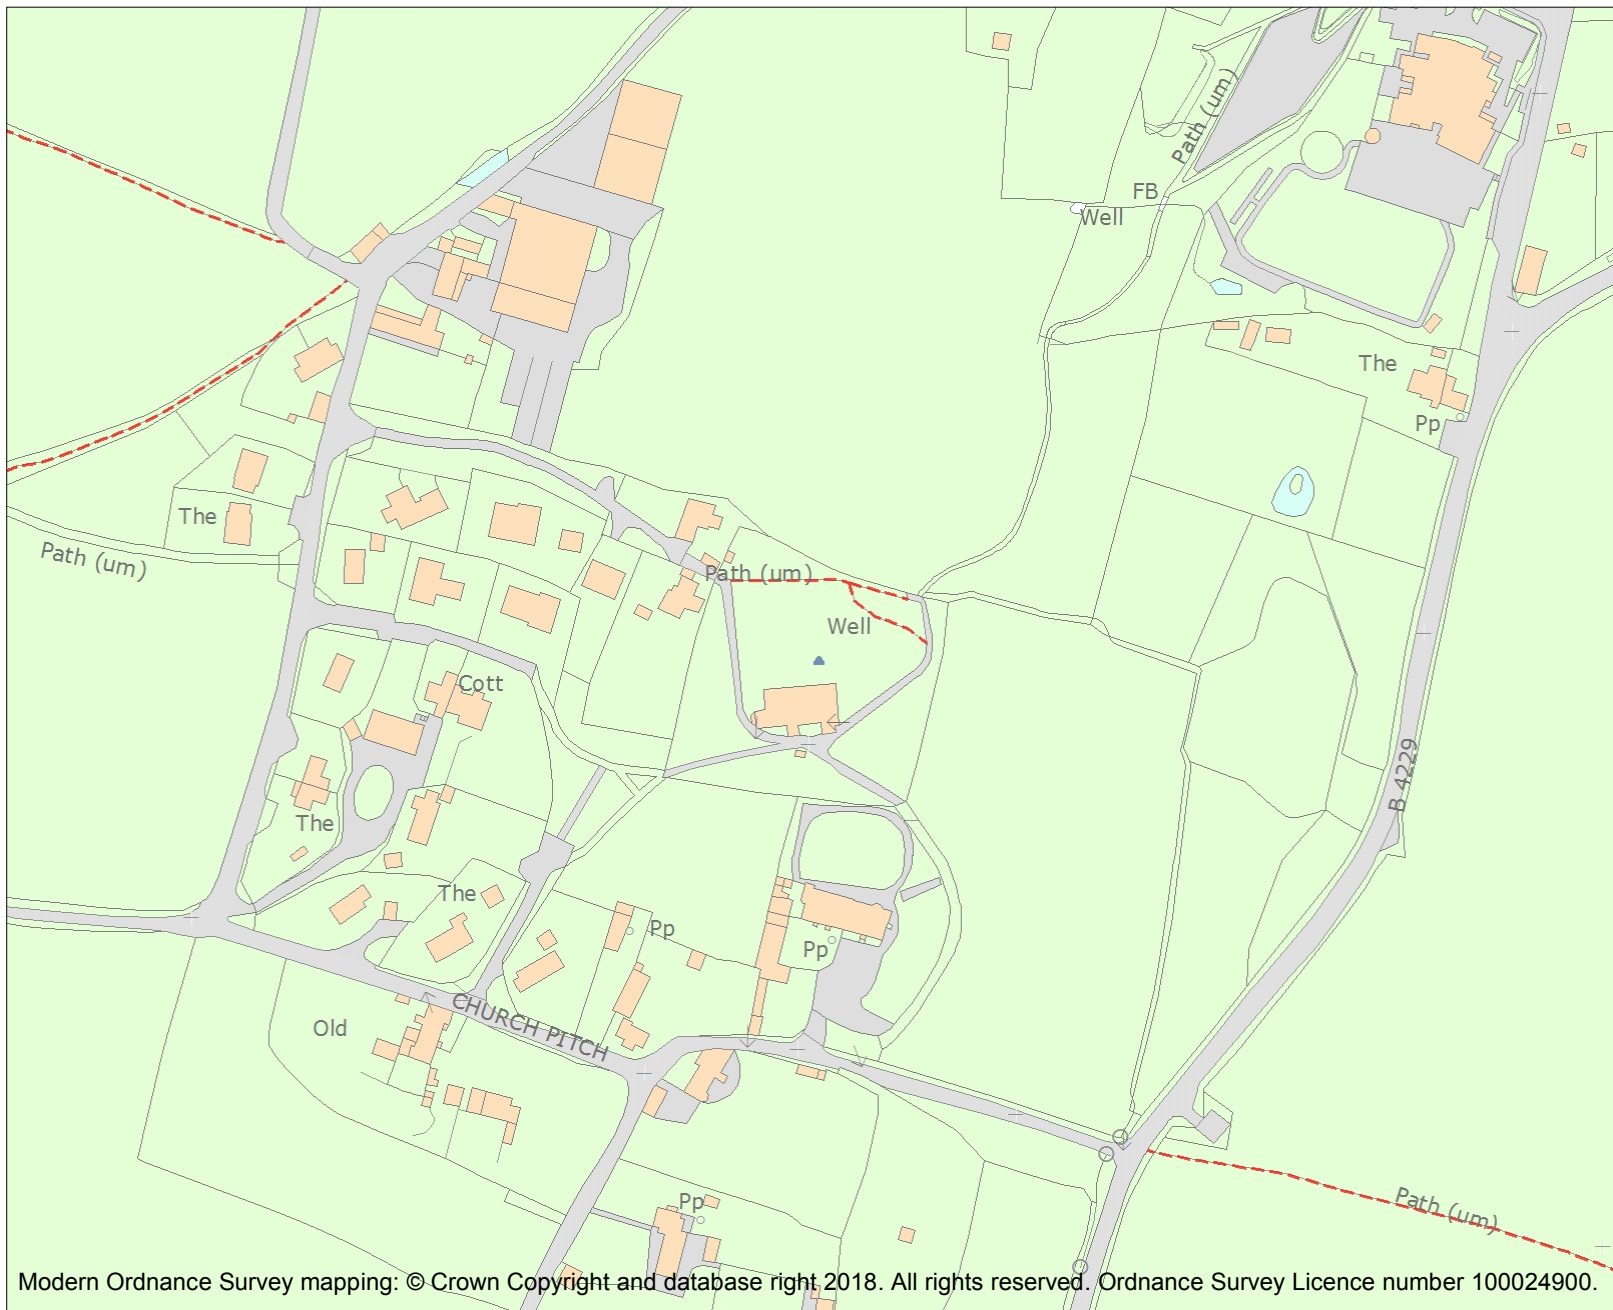 Path (um)
FB
Well
The
Pp
The
Path (um)
Path (um)
Well
Cott
B 4229
The
The
Pp
Pp
CHURCH PITCH
Old
Pp
Path (um)
Modern Ordnance Survey mapping: © Crown Copyright and database right 2018. All rights reserved. Ordnance Survey Licence number 100024900.